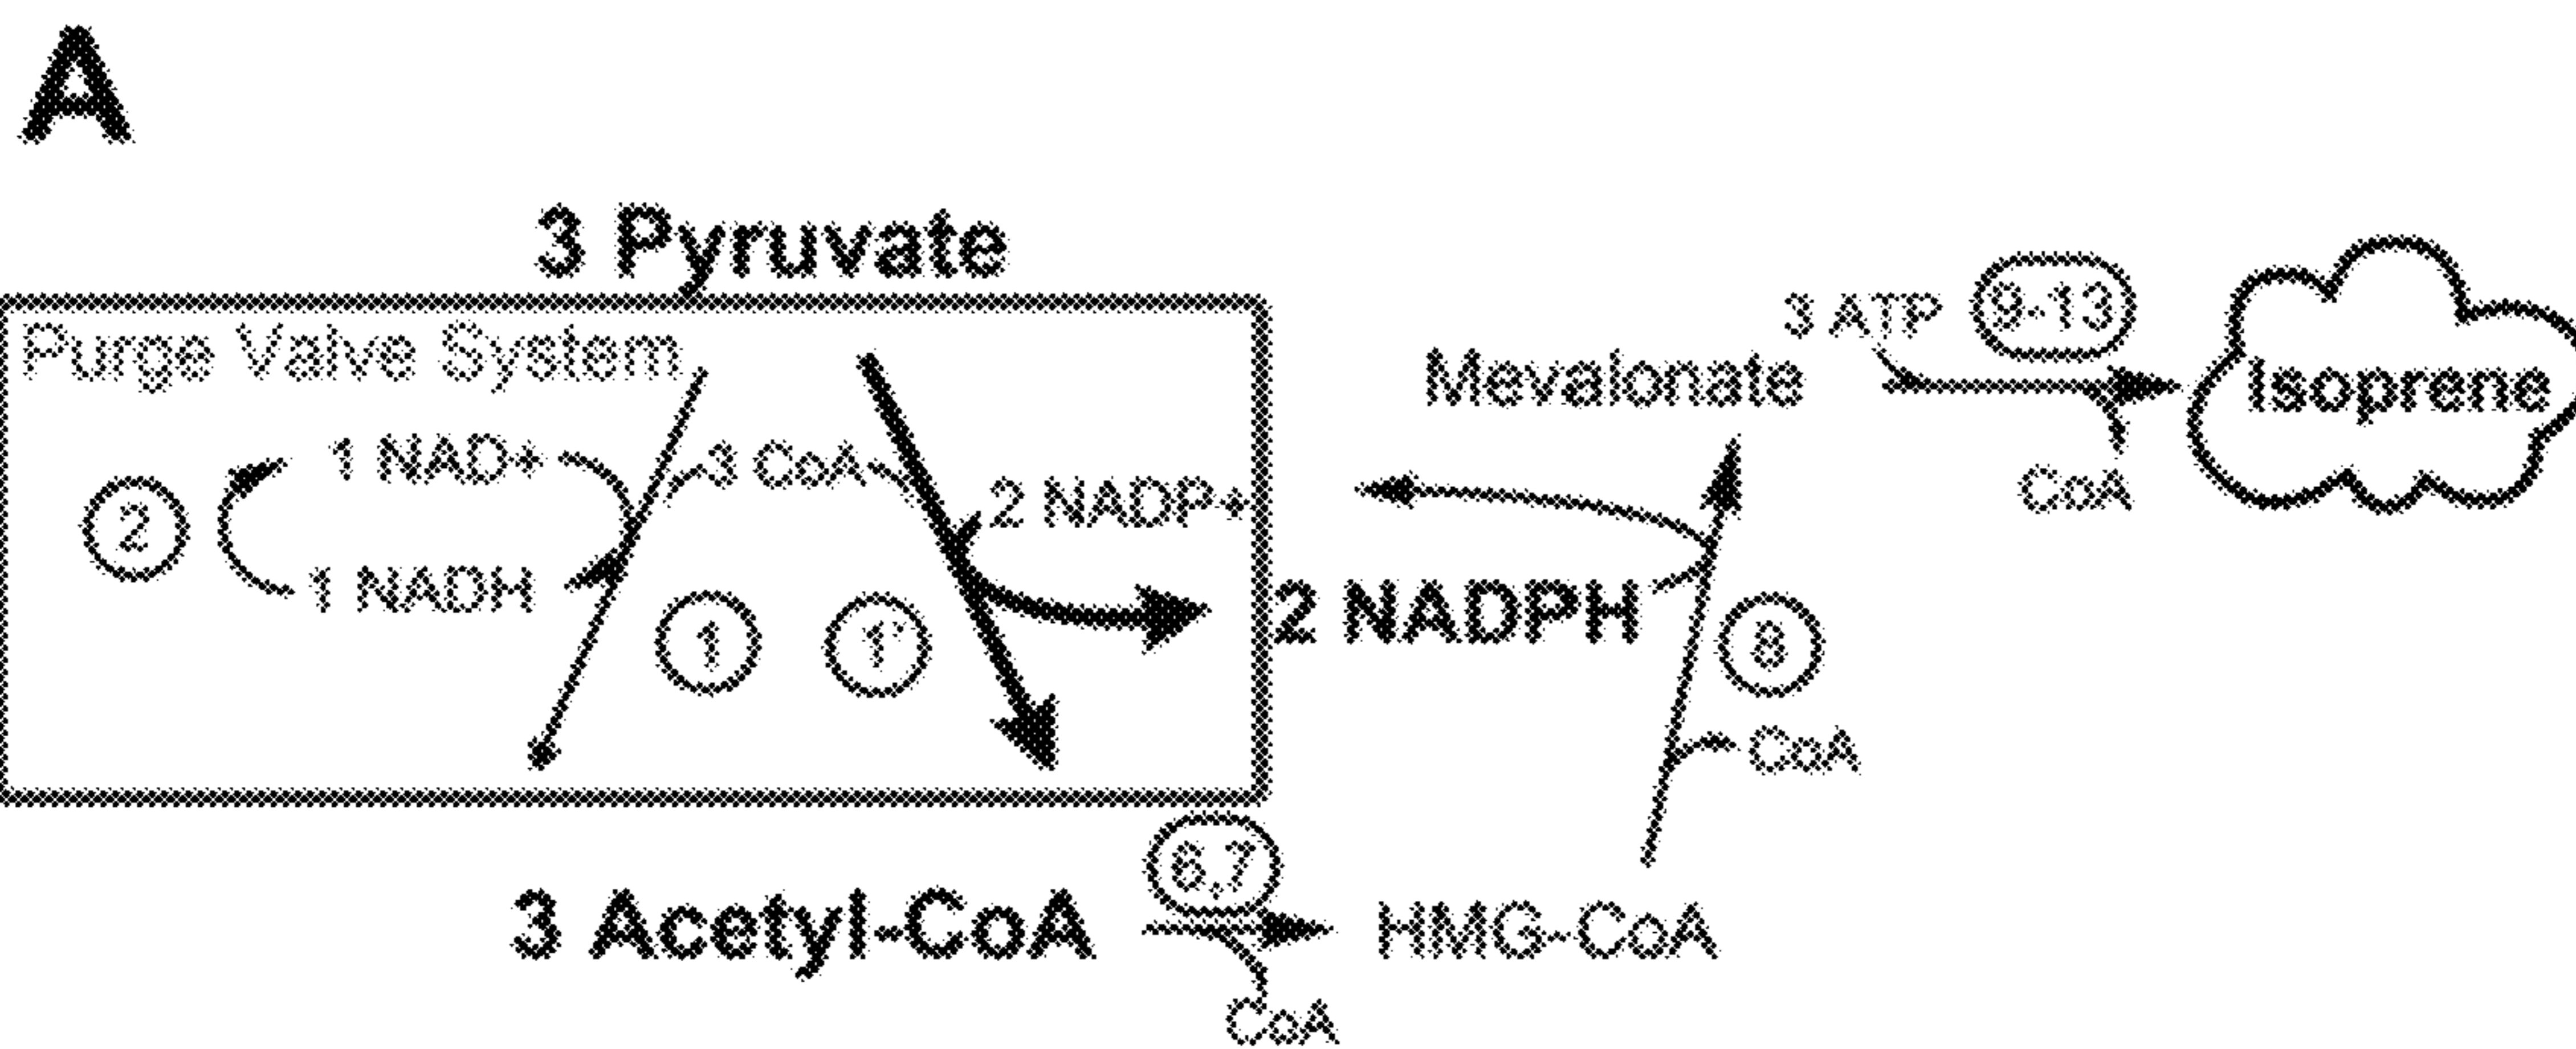 A
3 Pyruvate
Purge Valve System
1 NAD+
3 CoA
2 NADP+
2
1 NADH
1
1'
2 NADPH
3 Acetyl-CoA
6,7
CoA
HMG-CoA
8
CoA
Mevalonate
3 ATP
9-13
CoA
Isoprene